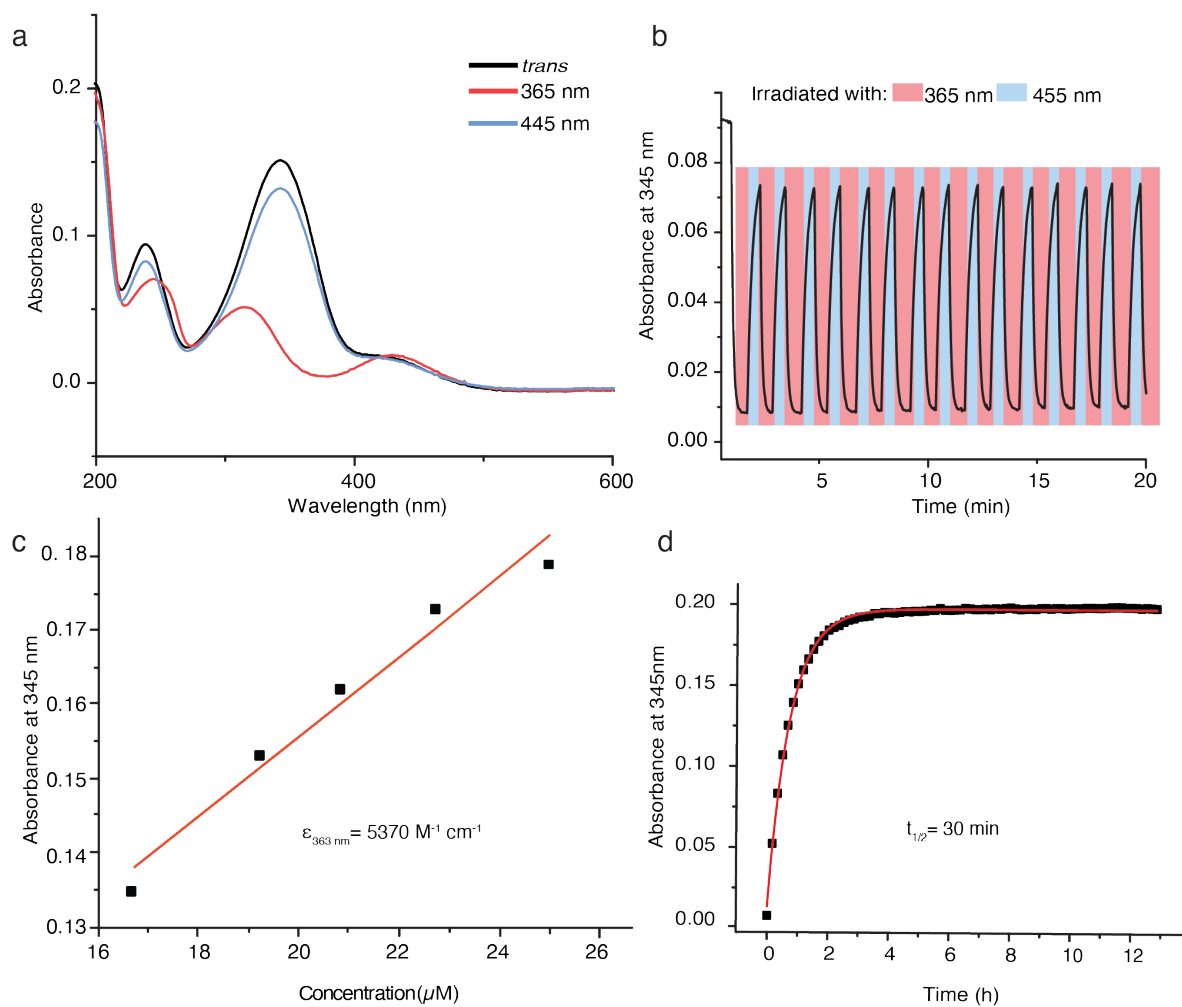 a
trans
365 nm
445 nm
0.2
0.1
0.0
Absorbance
200
400
600
Wavelength (nm)
b
Irradiated with: 365 nm 455 nm
0.08
0.06
0.04
0.02
0.00
Absorbance at 345 nm
5
10
15
20
Time (min)
c
0. 18
0.17
0.16
0.15
0.14
0.13
Absorbance at 345 nm
ε363 nm= 5370 M-1 cm-1
16
18
20
22
24
26
Concentration(µM)
d
0.20
0.15
0.10
0.05
0.00
Absorbance at 345nm
t1/2= 30 min
0
2
4
6
8
10
12
Time (h)